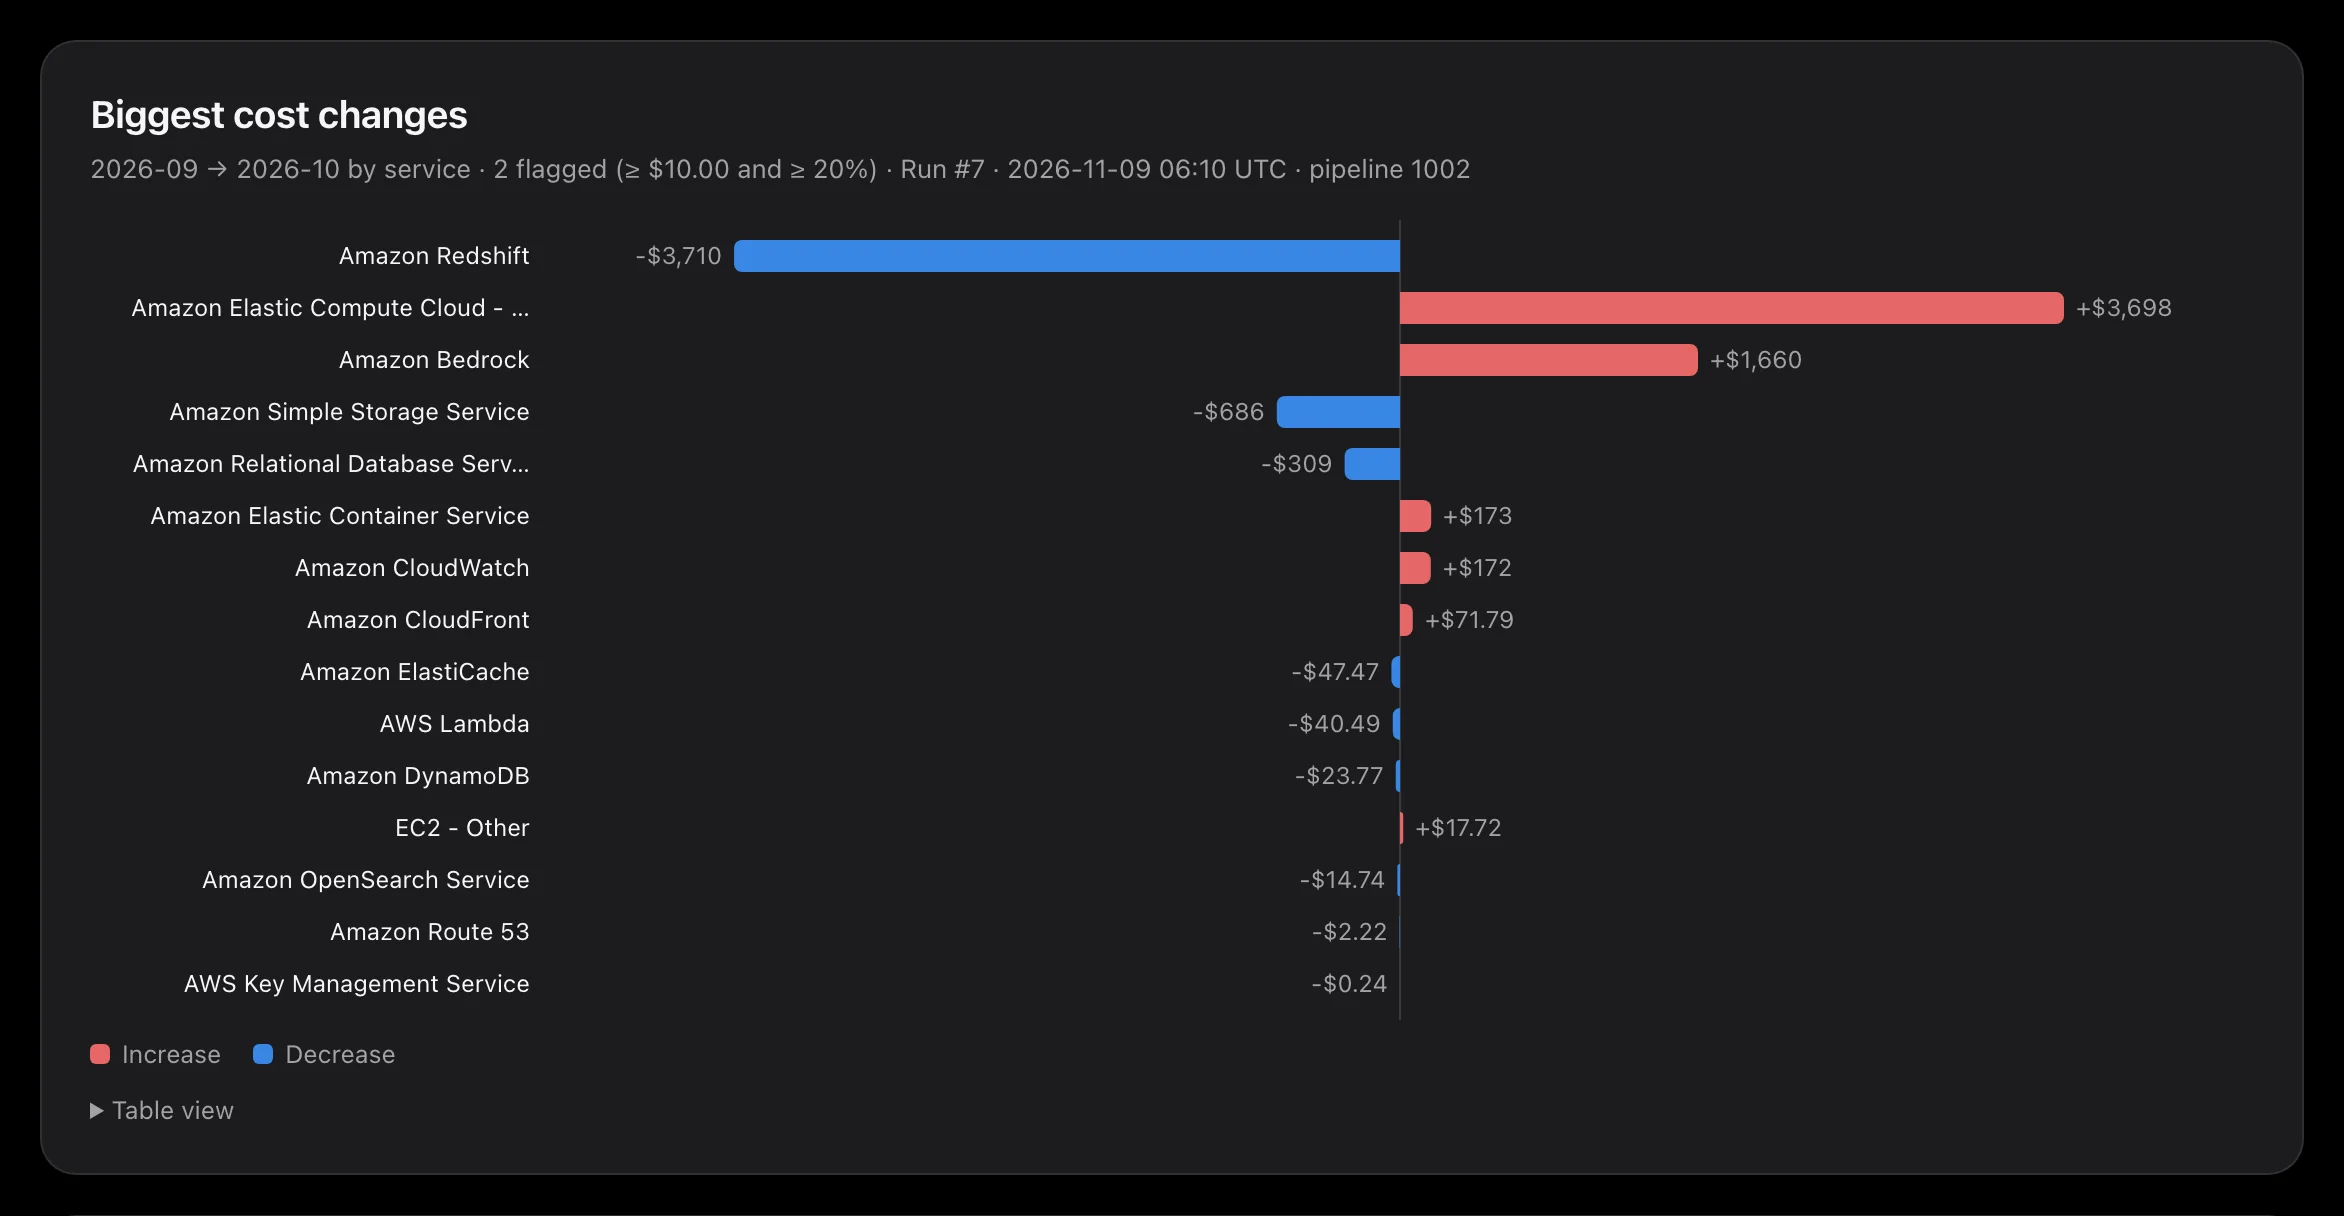 Biggest cost changes
2026-09 → 2026-10 by service · 2 flagged (≥ $10.00 and ≥ 20%) · Run #7 · 2026-11-09 06:10 UTC · pipeline 1002
Amazon Redshift -$3,710
Amazon Elastic Compute Cloud - ... +$3,698
Amazon Bedrock +$1,660
Amazon Simple Storage Service -$686
Amazon Relational Database Serv... -$309
Amazon Elastic Container Service +$173
Amazon CloudWatch +$172
Amazon CloudFront +$71.79
Amazon ElastiCache -$47.47
AWS Lambda -$40.49
Amazon DynamoDB -$23.77
EC2 - Other +$17.72
Amazon OpenSearch Service -$14.74
Amazon Route 53 -$2.22
AWS Key Management Service -$0.24
Increase Decrease
▶ Table view